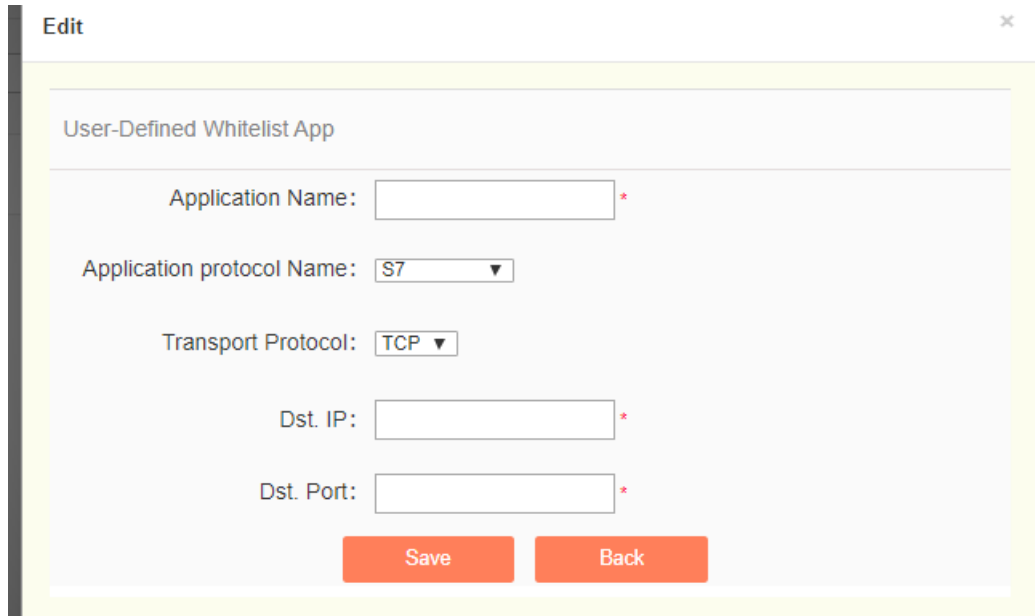 Edit ×
User-Defined Whitelist App
Application Name: *
Application protocol Name: S7 ▼
Transport Protocol: TCP ▼
Dst. IP: *
Dst. Port: *
Save Back